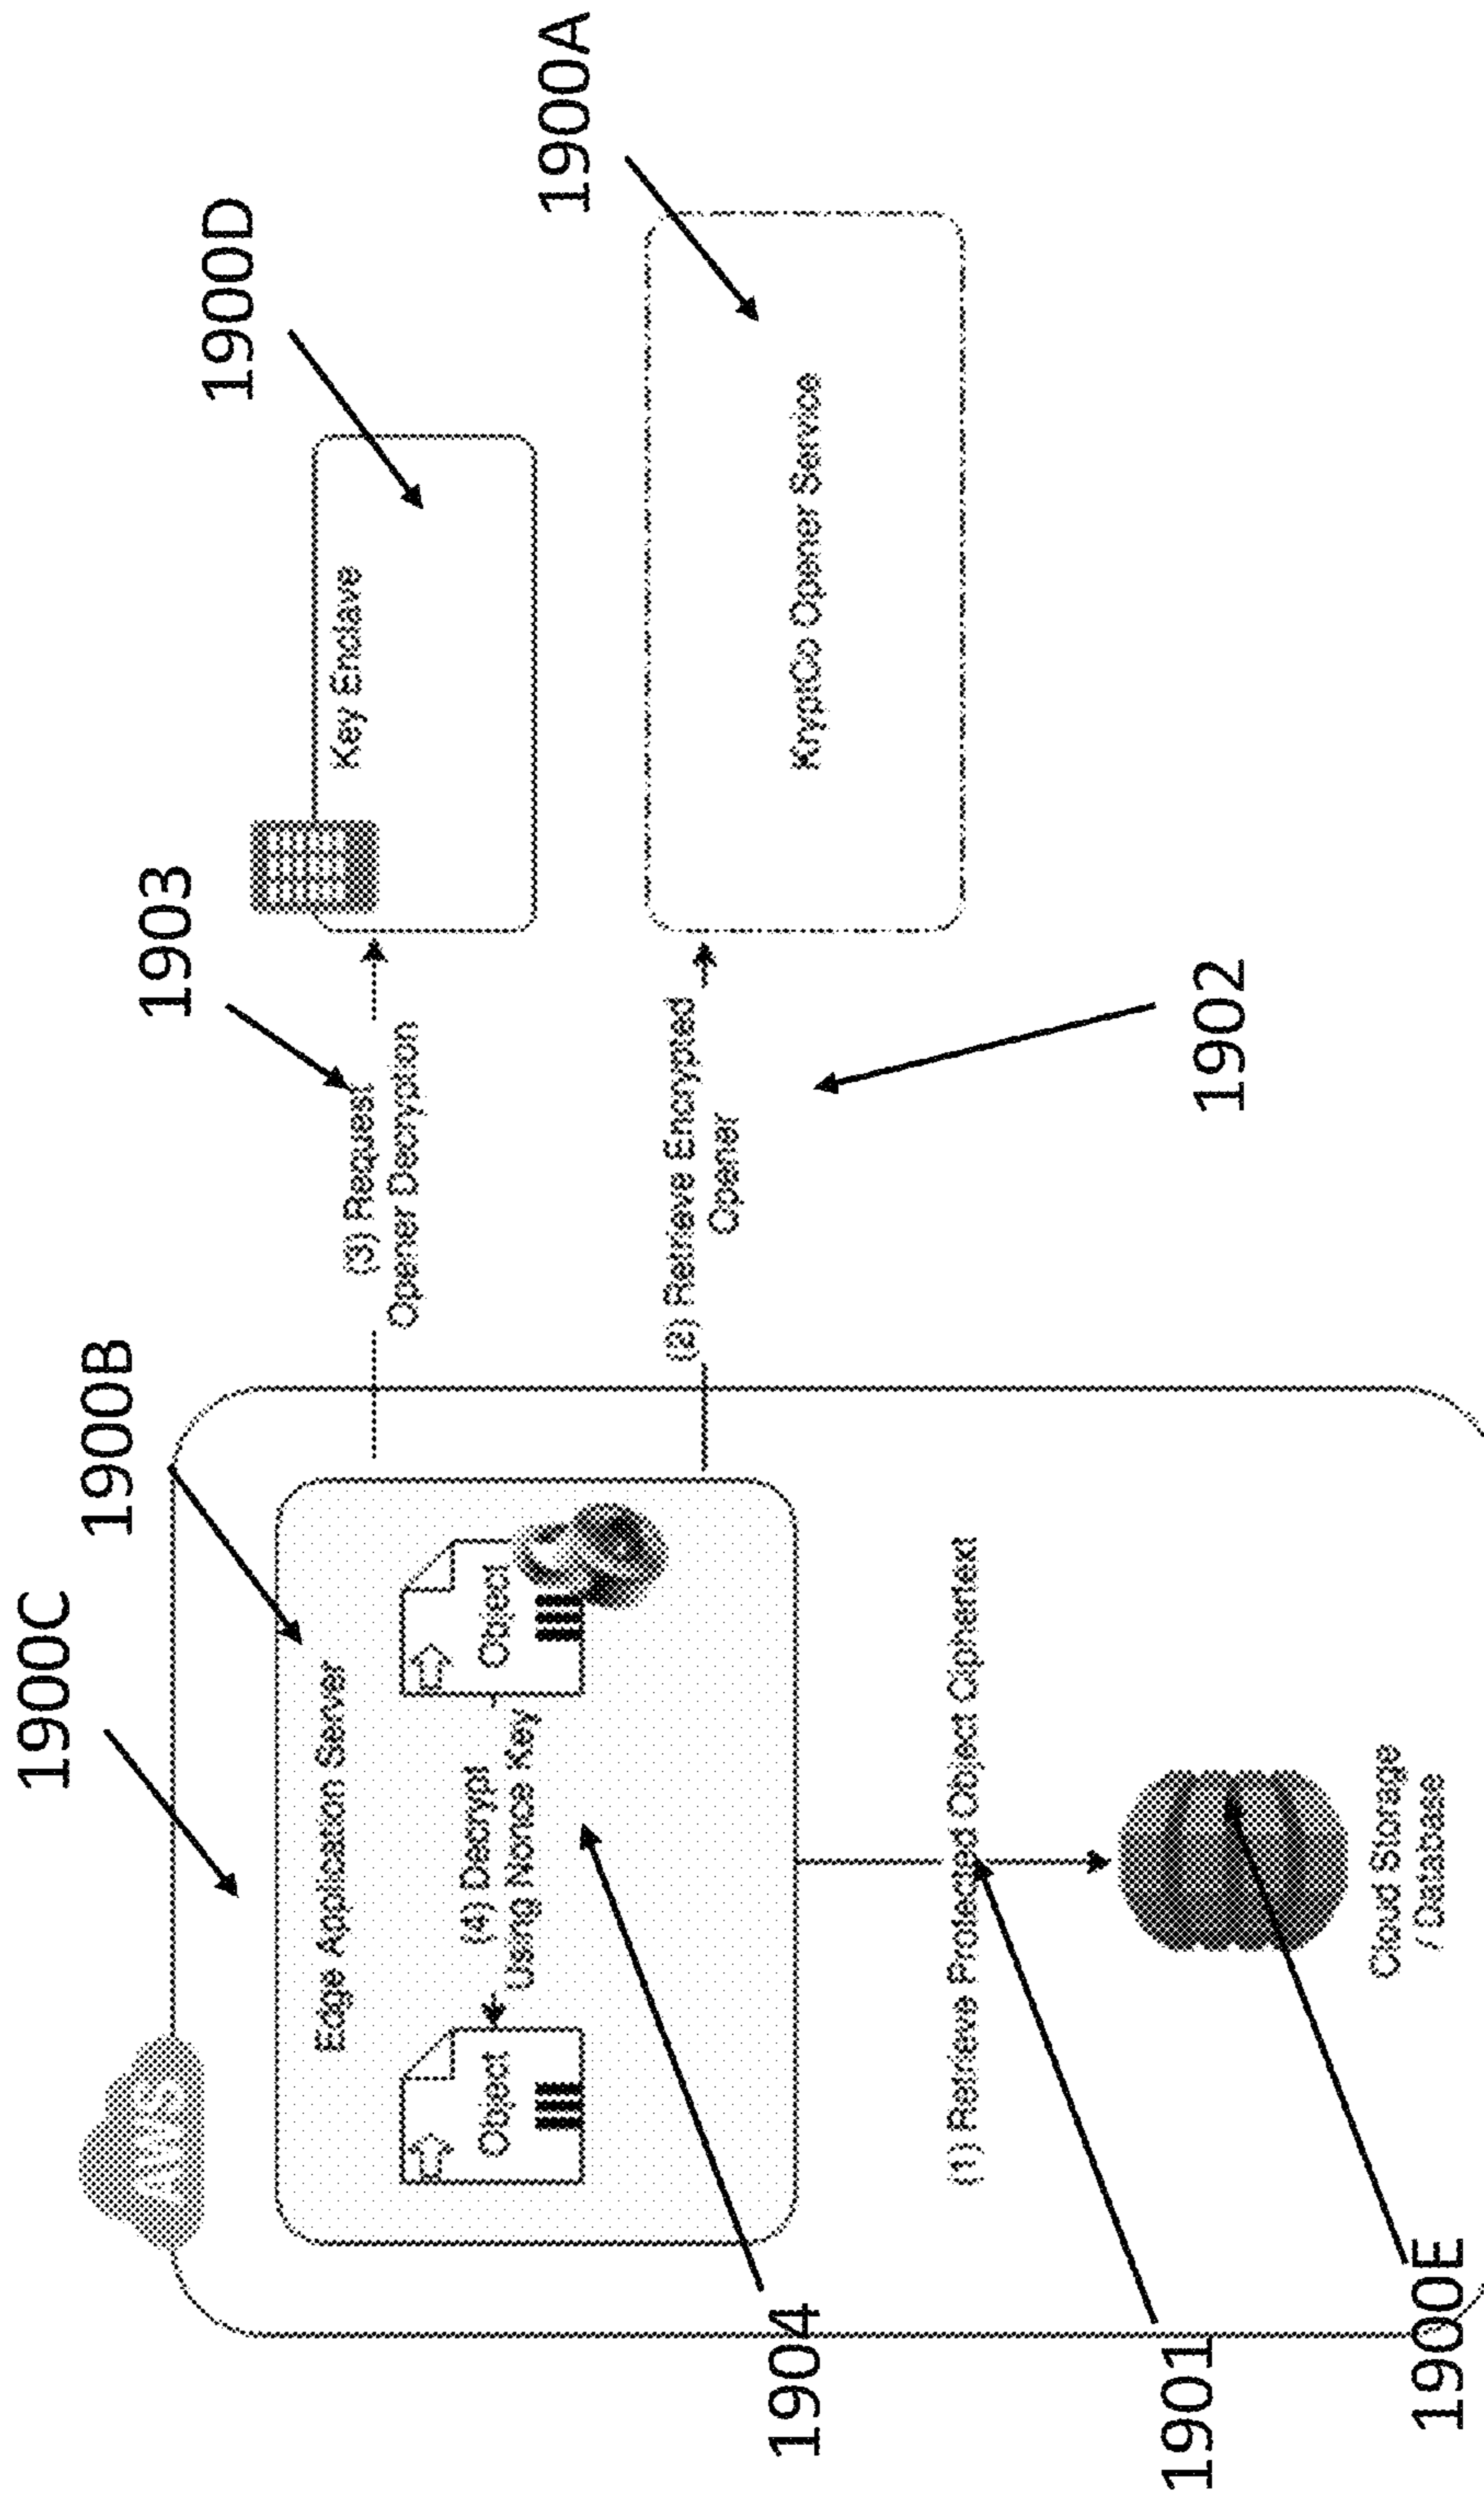 1900C
1900B
1903
1900D
1900A
AWS
Edge Application Server
(3) Request
Opener Decryption
Key Enclave
Object
(4) Decrypt
Using Nonce Key
Object
(2) Retrieve Encrypted
Opener
KryptCo Opener Service
1904
(1) Retrieve Protected Object Ciphertext
1902
1901
Cloud Storage
/ Database
1900E